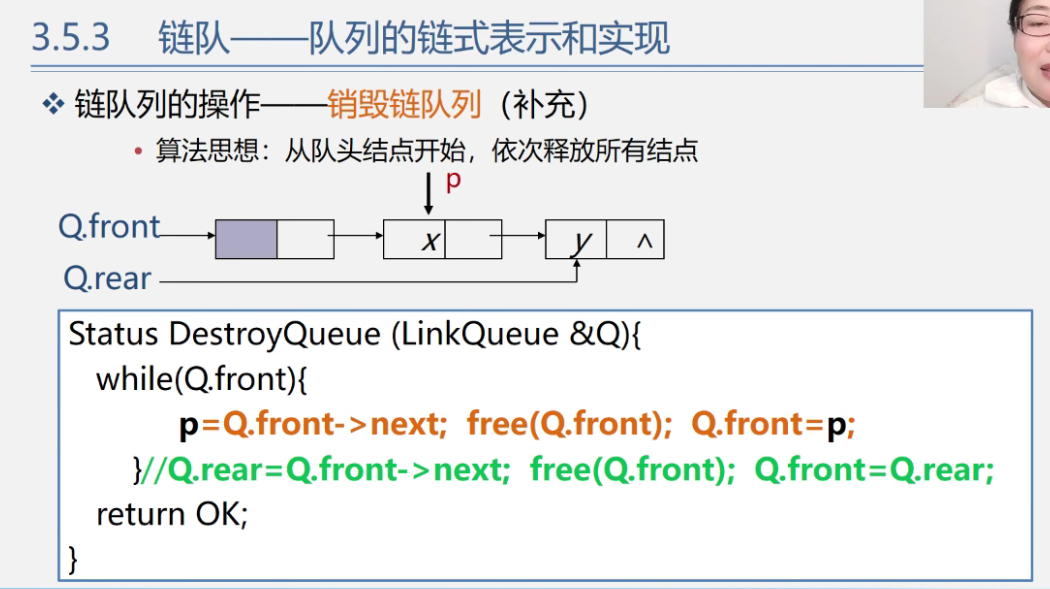 3.5.3 链队——队列的链式表示和实现
❖ 链队列的操作——销毁链队列（补充）
• 算法思想：从队头结点开始，依次释放所有结点
p
Q.front
x
y ∧
Q.rear
Status DestroyQueue (LinkQueue &Q){
while(Q.front){
p=Q.front->next; free(Q.front); Q.front=p;
}//Q.rear=Q.front->next; free(Q.front); Q.front=Q.rear;
return OK;
}